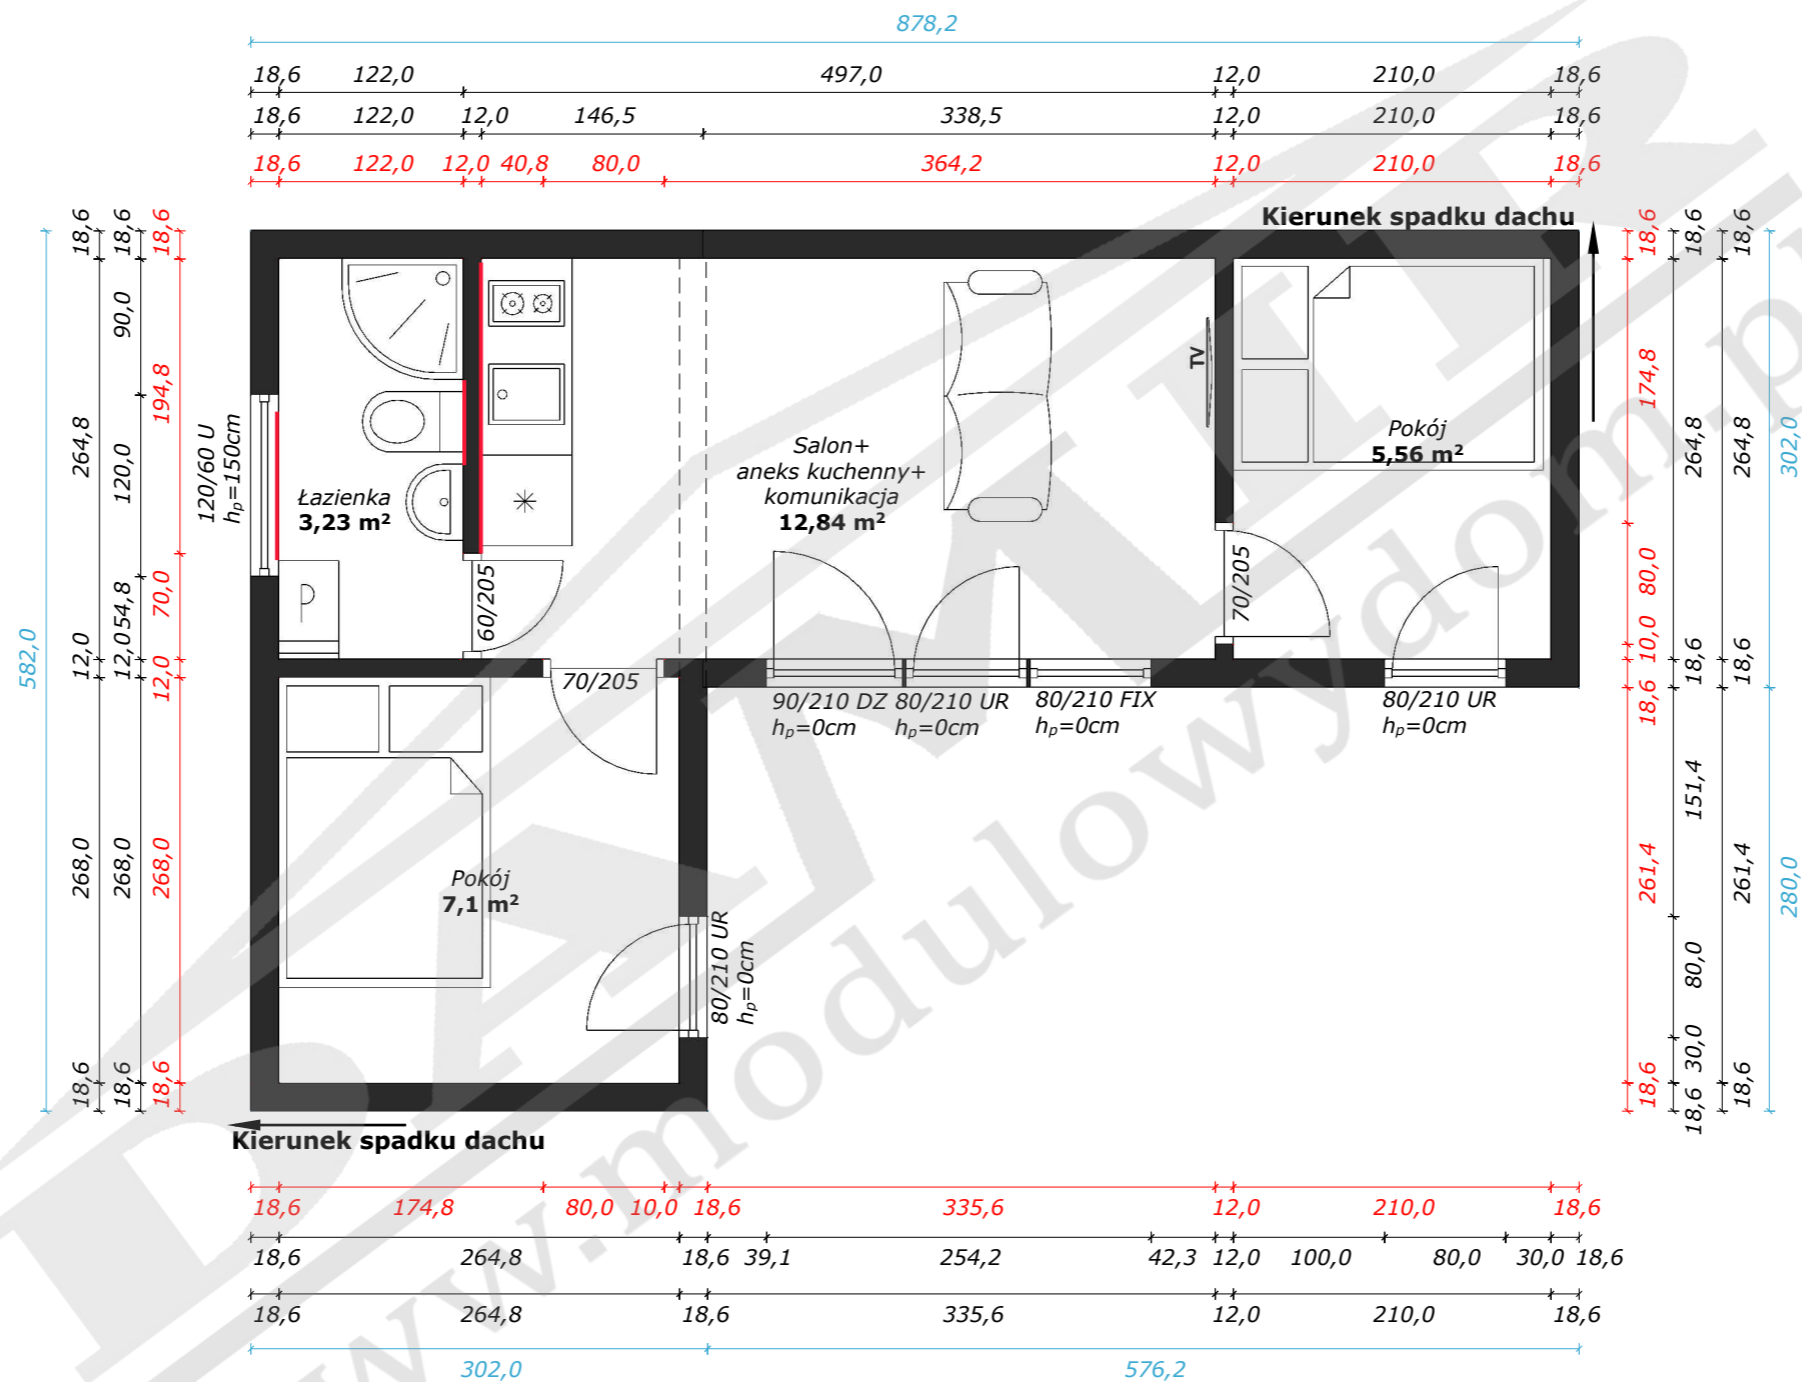 878,2
18,6 122,0 497,0 12,0 210,0 18,6
18,6 122,0 12,0 146,5 338,5 12,0 210,0 18,6
18,6 122,0 12,0 40,8 80,0 364,2 12,0 210,0 18,6
Kierunek spadku dachu
582,0
18,6 264,8 12,0 268,0 18,6
18,6 90,0 120,0 54,8 12,0 268,0 18,6
18,6 194,8 70,0 12,0 268,0 18,6
120/60 U
hp=150cm
Łazienka
3,23 m²
60/205
Salon+
aneks kuchenny+
komunikacja
12,84 m²
TV
70/205
Pokój
5,56 m²
70/205
90/210 DZ
hp=0cm
80/210 UR
hp=0cm
80/210 FIX
hp=0cm
80/210 UR
hp=0cm
Pokój
7,1 m²
80/210 UR
hp=0cm
18,6 174,8 80,0 10,0 18,6 261,4 18,6
18,6 264,8 18,6 151,4 80,0 30,0 18,6
18,6 264,8 18,6 261,4 18,6
302,0 280,0
Kierunek spadku dachu
18,6 174,8 80,0 10,0 18,6 335,6 12,0 210,0 18,6
18,6 264,8 18,6 39,1 254,2 42,3 12,0 100,0 80,0 30,0 18,6
18,6 264,8 18,6 335,6 12,0 210,0 18,6
302,0 576,2
DAMIR
www.modulowydom.p